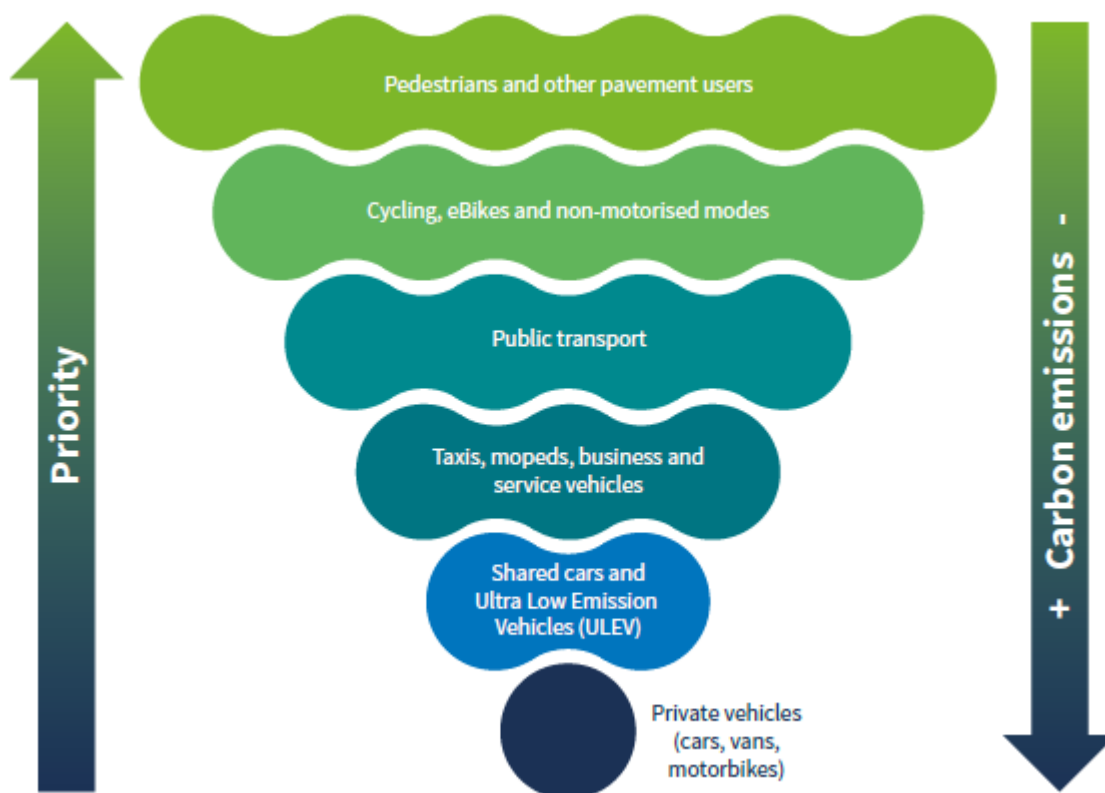 Pedestrians and other pavement users
Cycling, eBikes and non-motorised modes
Public transport
Taxis, mopeds, business and
service vehicles
Shared cars and
Ultra Low Emission
Vehicles (ULEV)
Private vehicles
(cars, vans,
motorbikes)
Priority
+ Carbon emissions -